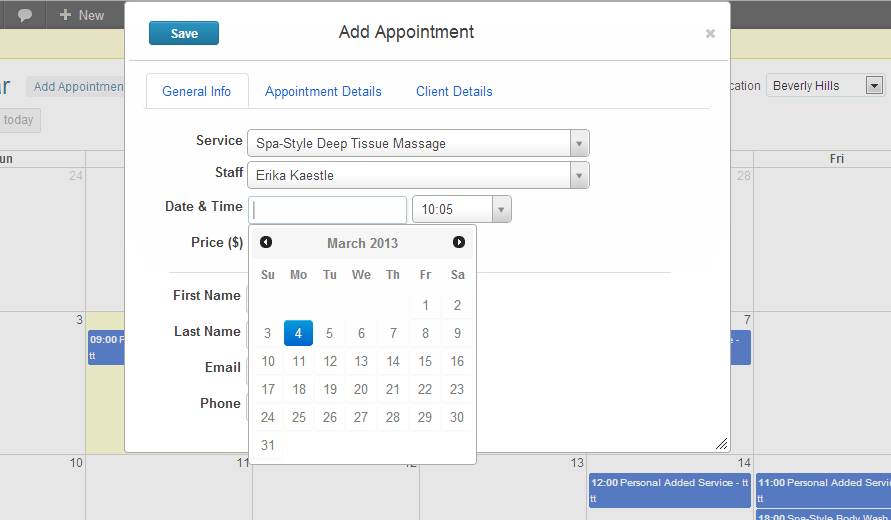 New
Save
Add Appointment
ar
Add Appointmen
cation
Beverly Hills
today
General Info
Appointment Details
Client Details
un
Fri
24
28
Service
Spa-Style Deep Tissue Massage
Staff
Erika Kaestle
Date & Time
10:05
Price ($)
March 2013
Su Mo Tu We Th Fr Sa
1 2
3 4 5 6 7 8 9
10 11 12 13 14 15 16
17 18 19 20 21 22 23
24 25 26 27 28 29 30
31
First Name
Last Name
Email
Phone
3
7
09:00 P
tt
e -
10
11
12
13
14
12:00 Personal Added Service - tt
tt
11:00 Personal Added Servi
tt
18:00 Spa-Style Body Wash